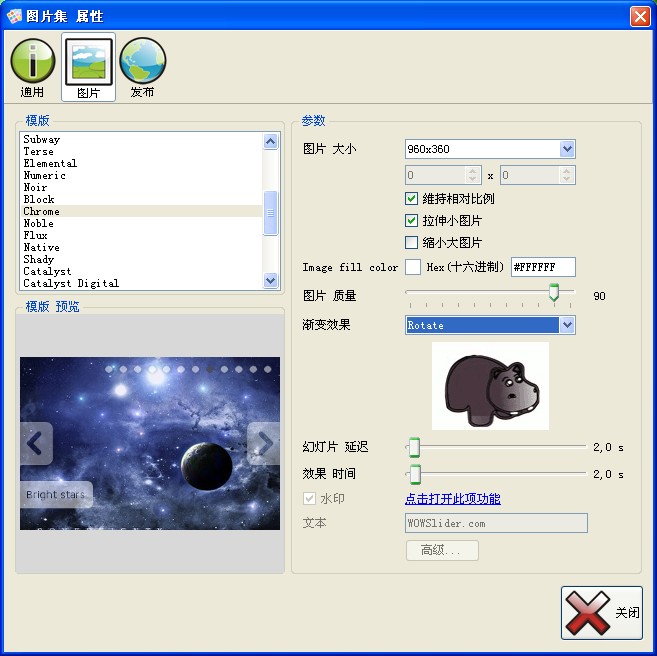 图片集 属性
通用
图片
发布
模版
Subway
Terse
Elemental
Numeric
Noir
Block
Chrome
Noble
Flux
Native
Shady
Catalyst
Catalyst Digital
模版 预览
Bright stars
参数
图片 大小
960x360
0 x 0
維持相对比例
拉伸小图片
缩小大图片
Image fill color Hex(十六进制) #FFFFFF
图片 质量
90
渐变效果
Rotate
幻灯片 延迟
2,0 s
效果 时间
2,0 s
水印
点击打开此项功能
文本
WOWSlider.com
高级...
关闭